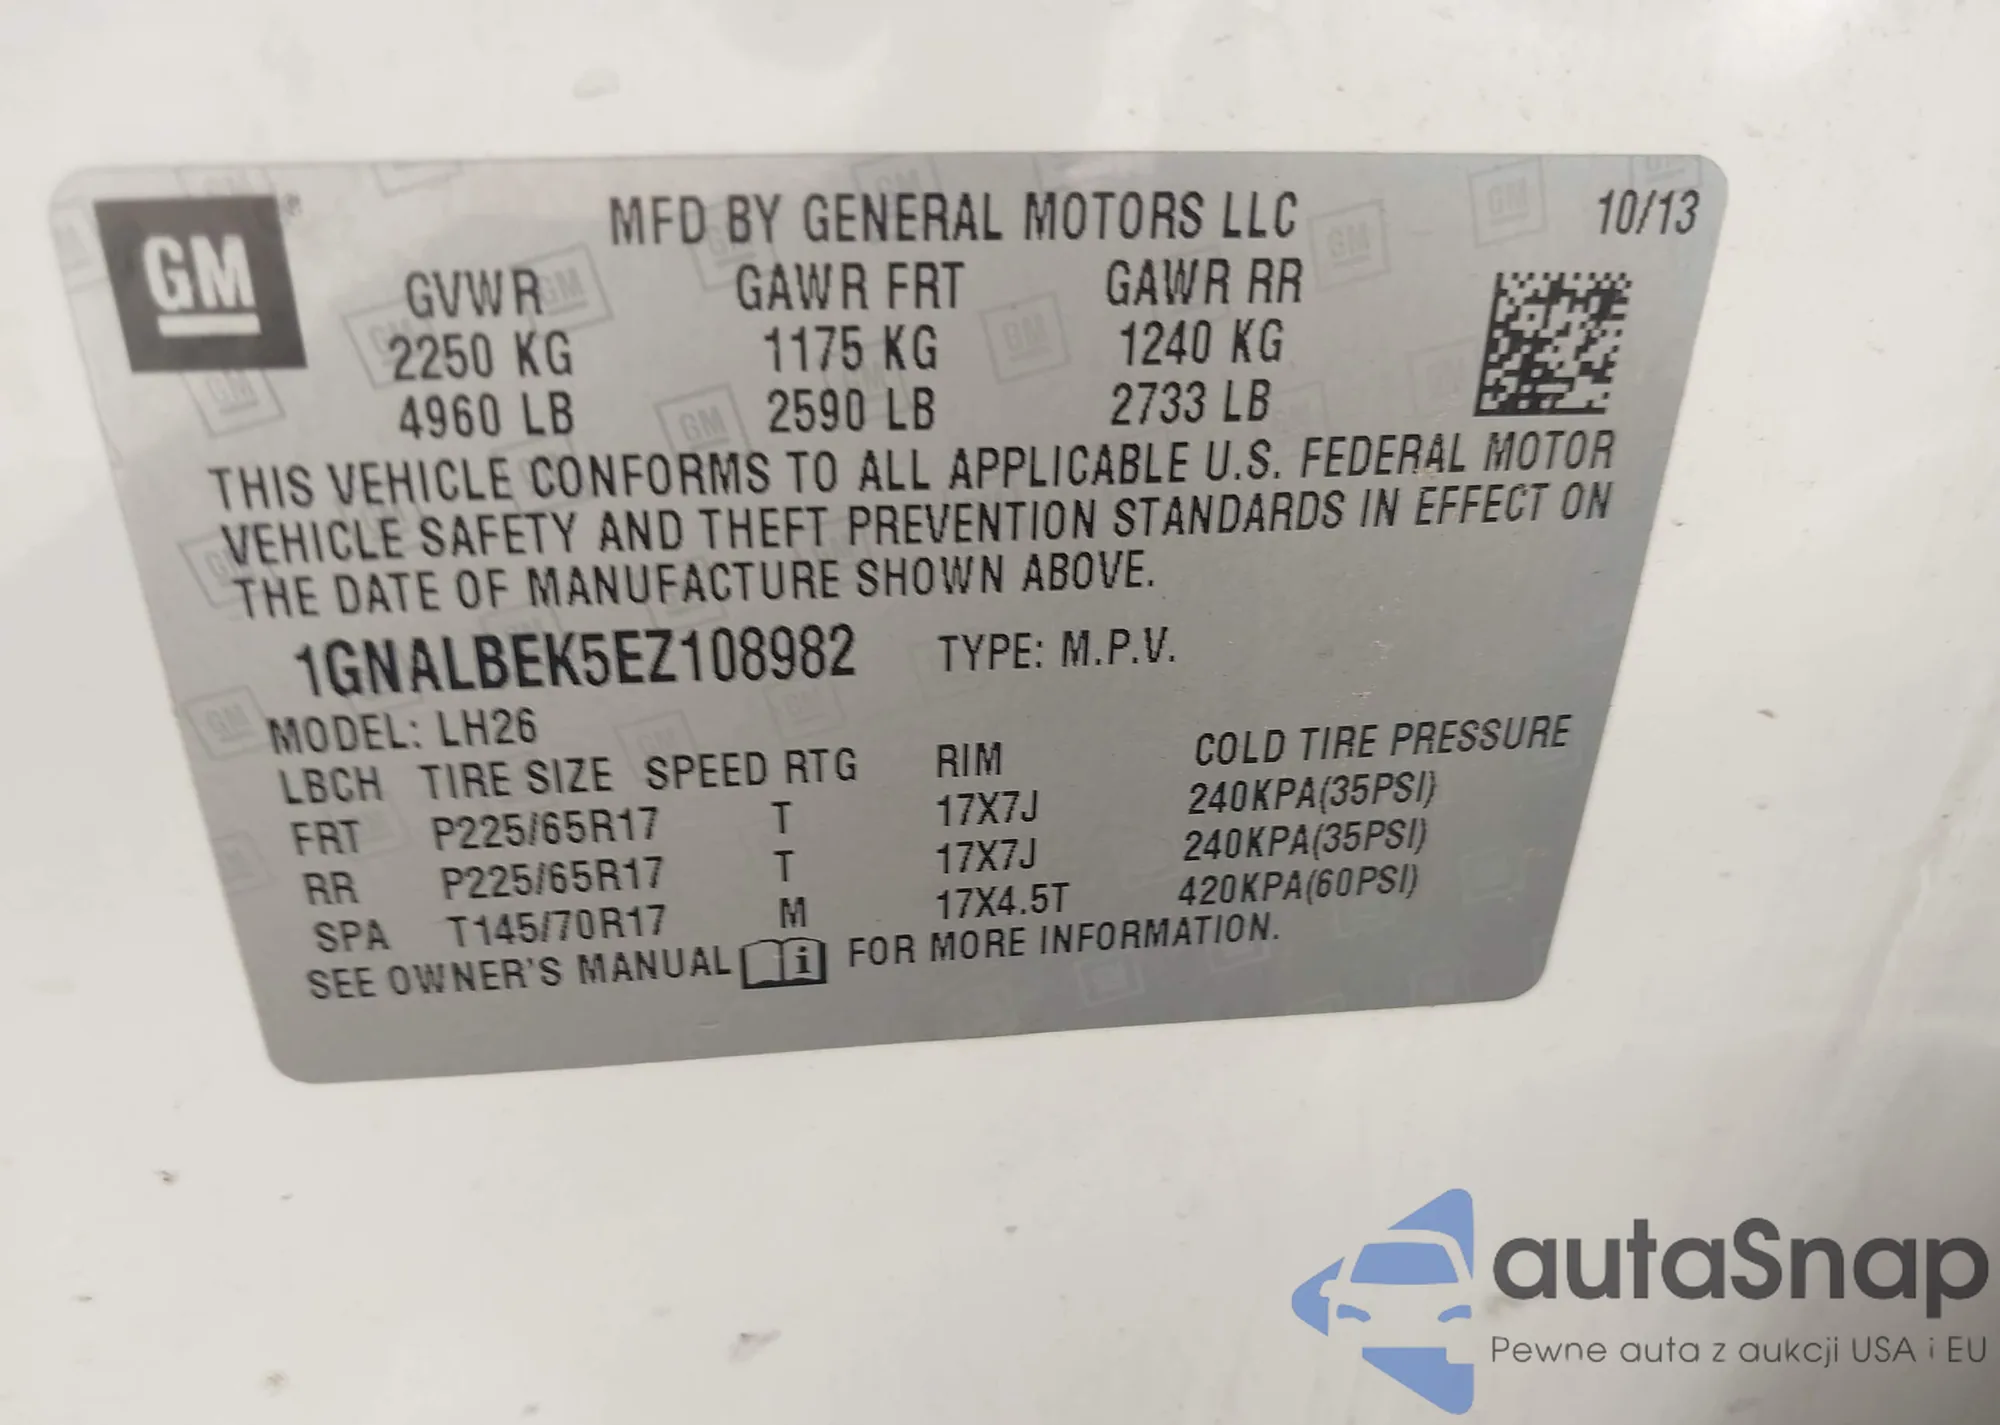 GM
MFD BY GENERAL MOTORS LLC 10/13
GVWR GAWR FRT GAWR RR
2250 KG 1175 KG 1240 KG
4960 LB 2590 LB 2733 LB
THIS VEHICLE CONFORMS TO ALL APPLICABLE U.S. FEDERAL MOTOR
VEHICLE SAFETY AND THEFT PREVENTION STANDARDS IN EFFECT ON
THE DATE OF MANUFACTURE SHOWN ABOVE.
1GNALBEK5EZ108982 TYPE: M.P.V.
MODEL: LH26
LBCH TIRE SIZE SPEED RTG RIM COLD TIRE PRESSURE
FRT P225/65R17 T 17X7J 240KPA(35PSI)
RR P225/65R17 T 17X7J 240KPA(35PSI)
SPA T145/70R17 M 17X4.5T 420KPA(60PSI)
SEE OWNER'S MANUAL i FOR MORE INFORMATION.
autaSnap
Pewne auta z aukcji USA i EU